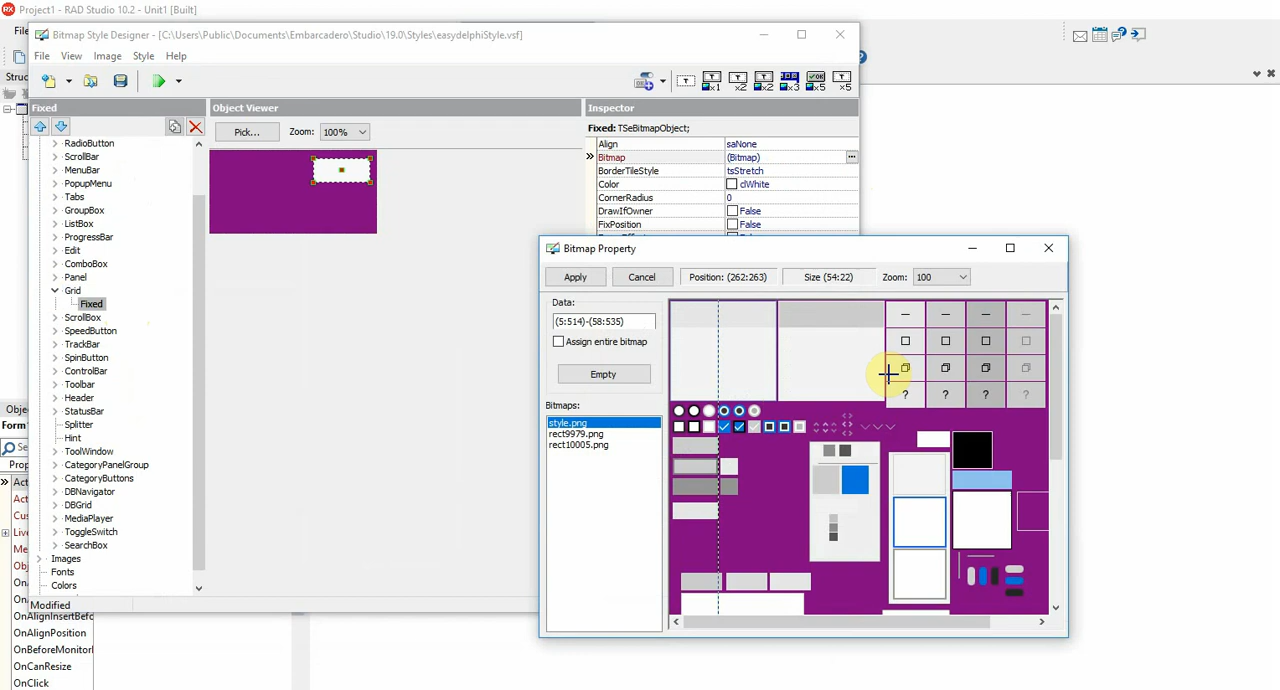 Project1 - RAD Studio 10.2 - Unit1 [Built]
Bitmap Style Designer - [C:\Users\Public\Documents\Embarcadero\Studio\19.0\Styles\easydelphiStyle.vsf]
File View Image Style Help
Fixed
Object Viewer
Inspector
Pick...
Zoom:
100%
Fixed: TSeBitmapObject;
Align saNone
Bitmap (Bitmap)
BorderTileStyle tsStretch
Color clWhite
CornerRadius 0
DrawIfOwner False
FixPosition False
RadioButton
ScrollBar
MenuBar
PopupMenu
Tabs
GroupBox
ListBox
ProgressBar
Edit
ComboBox
Panel
Grid
Fixed
ScrollBox
SpeedButton
TrackBar
SpinButton
ControlBar
Toolbar
Header
StatusBar
Splitter
Hint
ToolWindow
CategoryPanelGroup
CategoryButtons
DBNavigator
DBGrid
MediaPlayer
ToggleSwitch
SearchBox
Images
Fonts
Colors
Modified
Bitmap Property
Apply
Cancel
Position: (262:263)
Size (54:22)
Zoom:
100
Data:
(5:514)-(58:535)
Assign entire bitmap
Empty
Bitmaps:
style.png
rect9979.png
rect10005.png
? ? ? ?
OnAlignPosition
OnBeforeMonitorl
OnCanResize
OnClick